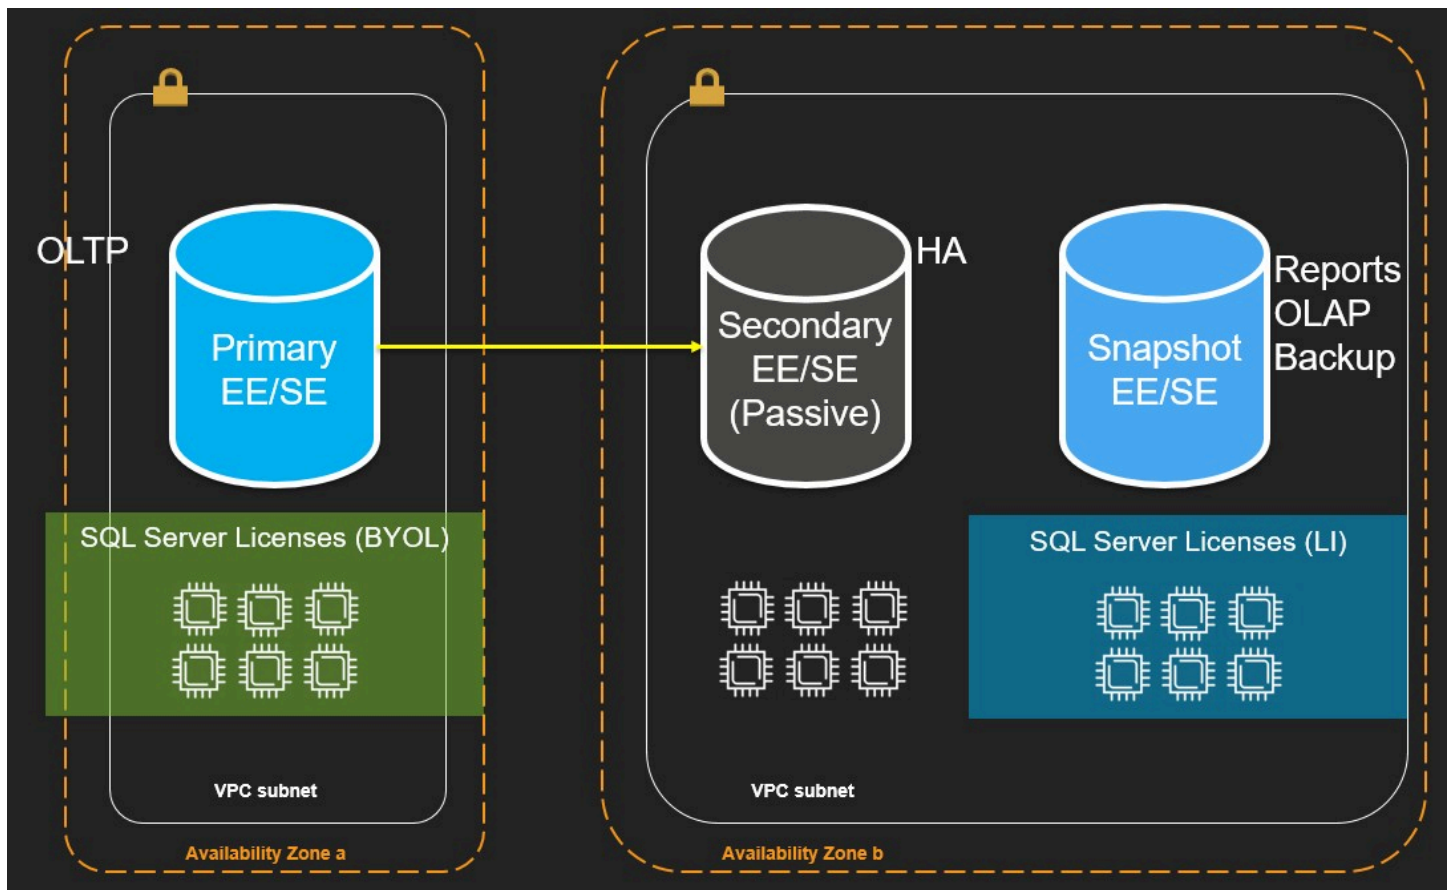 OLTP
Primary
EE/SE
SQL Server Licenses (BYOL)
VPC subnet
Availability Zone a
Secondary
EE/SE
(Passive)
HA
Snapshot
EE/SE
Reports
OLAP
Backup
SQL Server Licenses (LI)
VPC subnet
Availability Zone b